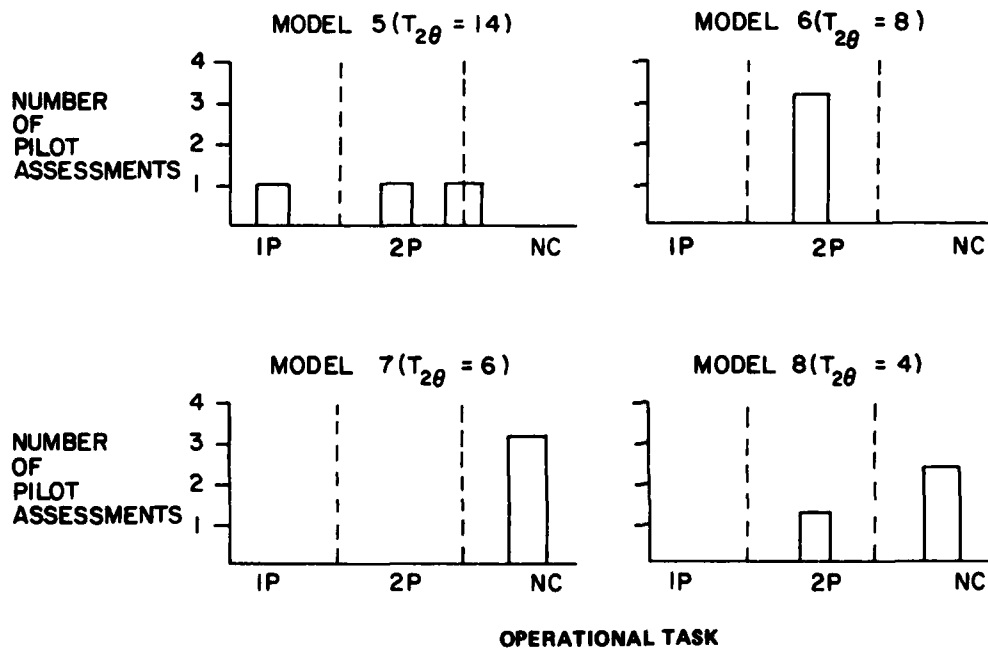 MODEL 5(T2θ = 14)
MODEL 6(T2θ = 8)
NUMBER
OF
PILOT
ASSESSMENTS
4
3
2
1
1P 2P NC
1P 2P NC
MODEL 7(T2θ = 6)
MODEL 8(T2θ = 4)
NUMBER
OF
PILOT
ASSESSMENTS
4
3
2
1
1P 2P NC
1P 2P NC
OPERATIONAL TASK